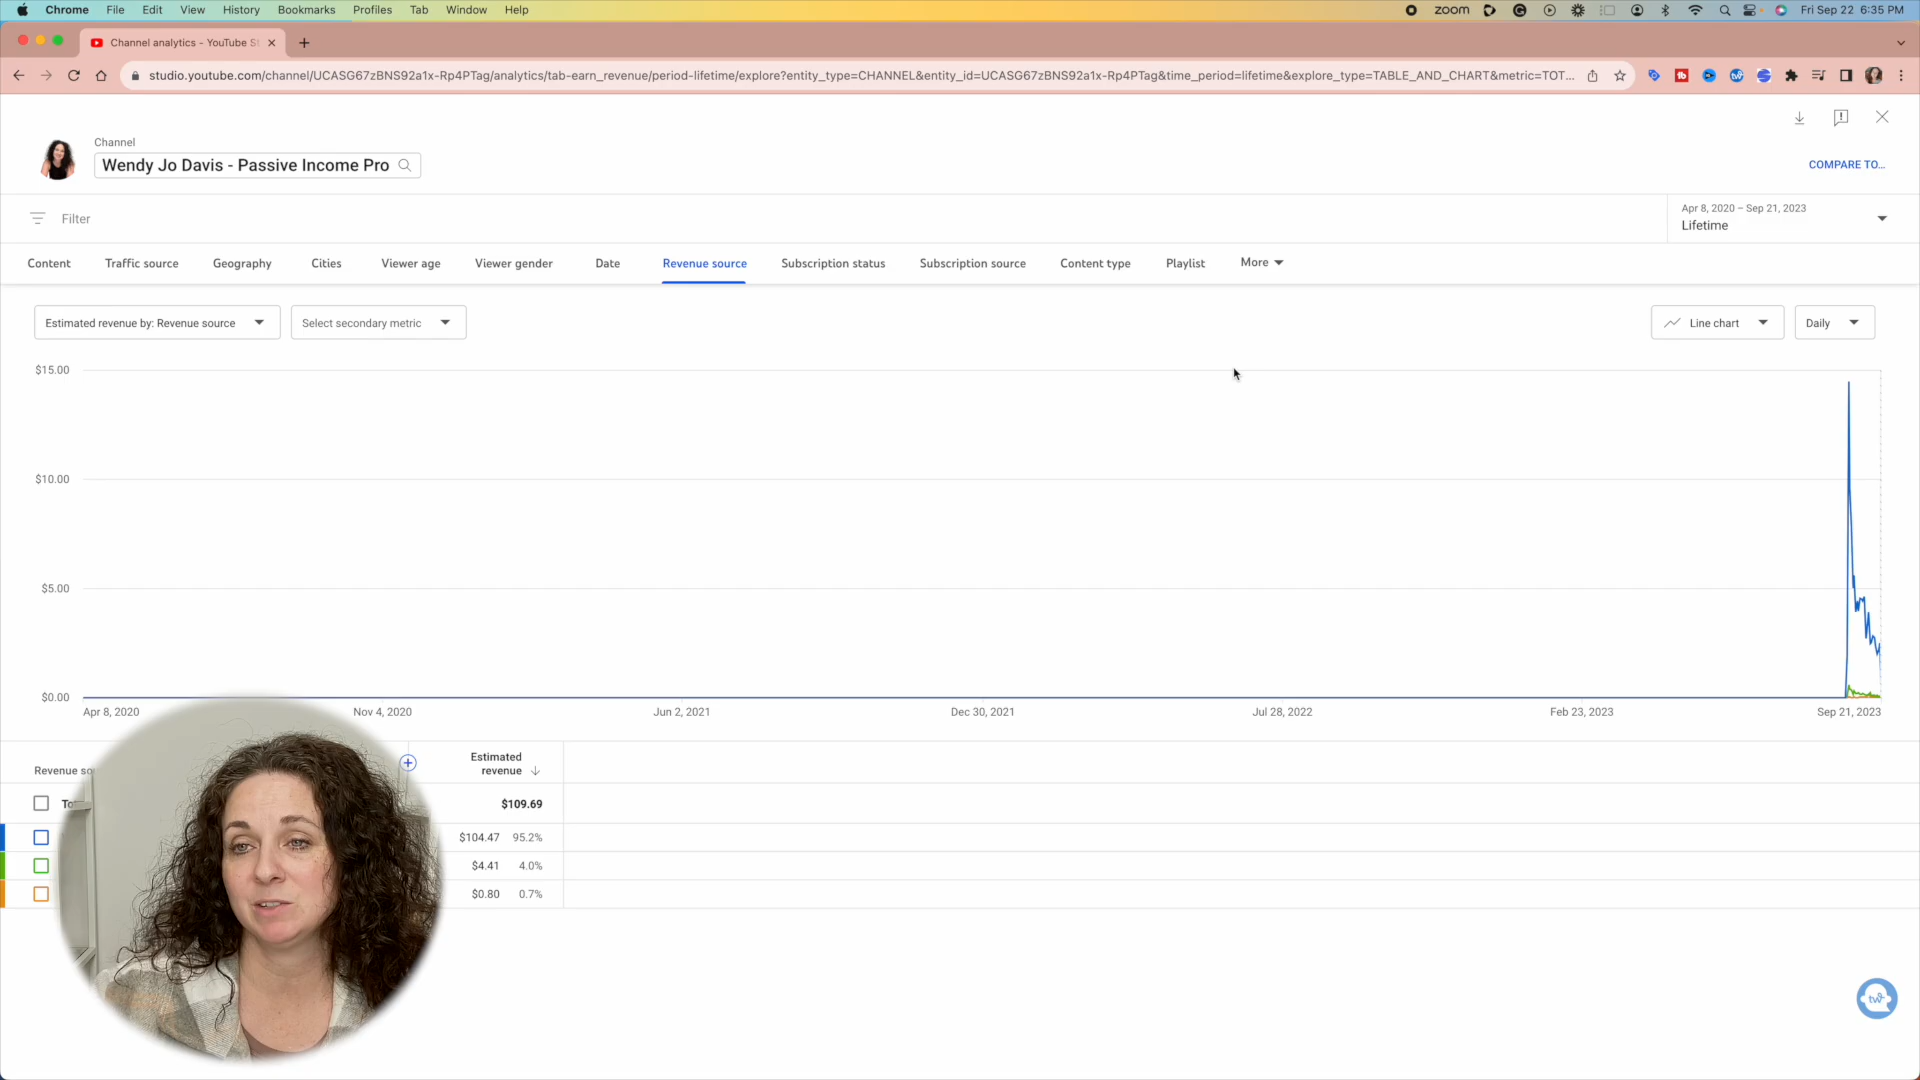 Chrome File Edit View History Bookmarks Profiles Tab Window Help zoom Fri Sep 22 6:35 PM
Channel analytics - YouTube S
studio.youtube.com/channel/UCASG67zBNS92a1x-Rp4PTag/analytics/tab-earn_revenue/period-lifetime/explore?entity_type=CHANNEL&entity_id=UCASG67zBNS92a1x-Rp4PTag&time_period=lifetime&explore_type=TABLE_AND_CHART&metric=TOT...
Channel
Wendy Jo Davis - Passive Income Pro
COMPARE TO...
Filter
Apr 8, 2020 – Sep 21, 2023
Lifetime
Content Traffic source Geography Cities Viewer age Viewer gender Date Revenue source Subscription status Subscription source Content type Playlist More
Estimated revenue by: Revenue source Select secondary metric Line chart Daily
$15.00
$10.00
$5.00
$0.00
Apr 8, 2020 Nov 4, 2020 Jun 2, 2021 Dec 30, 2021 Jul 28, 2022 Feb 23, 2023 Sep 21, 2023
Estimated
Revenue so revenue
To $109.69
$104.47 95.2%
$4.41 4.0%
$0.80 0.7%
tw